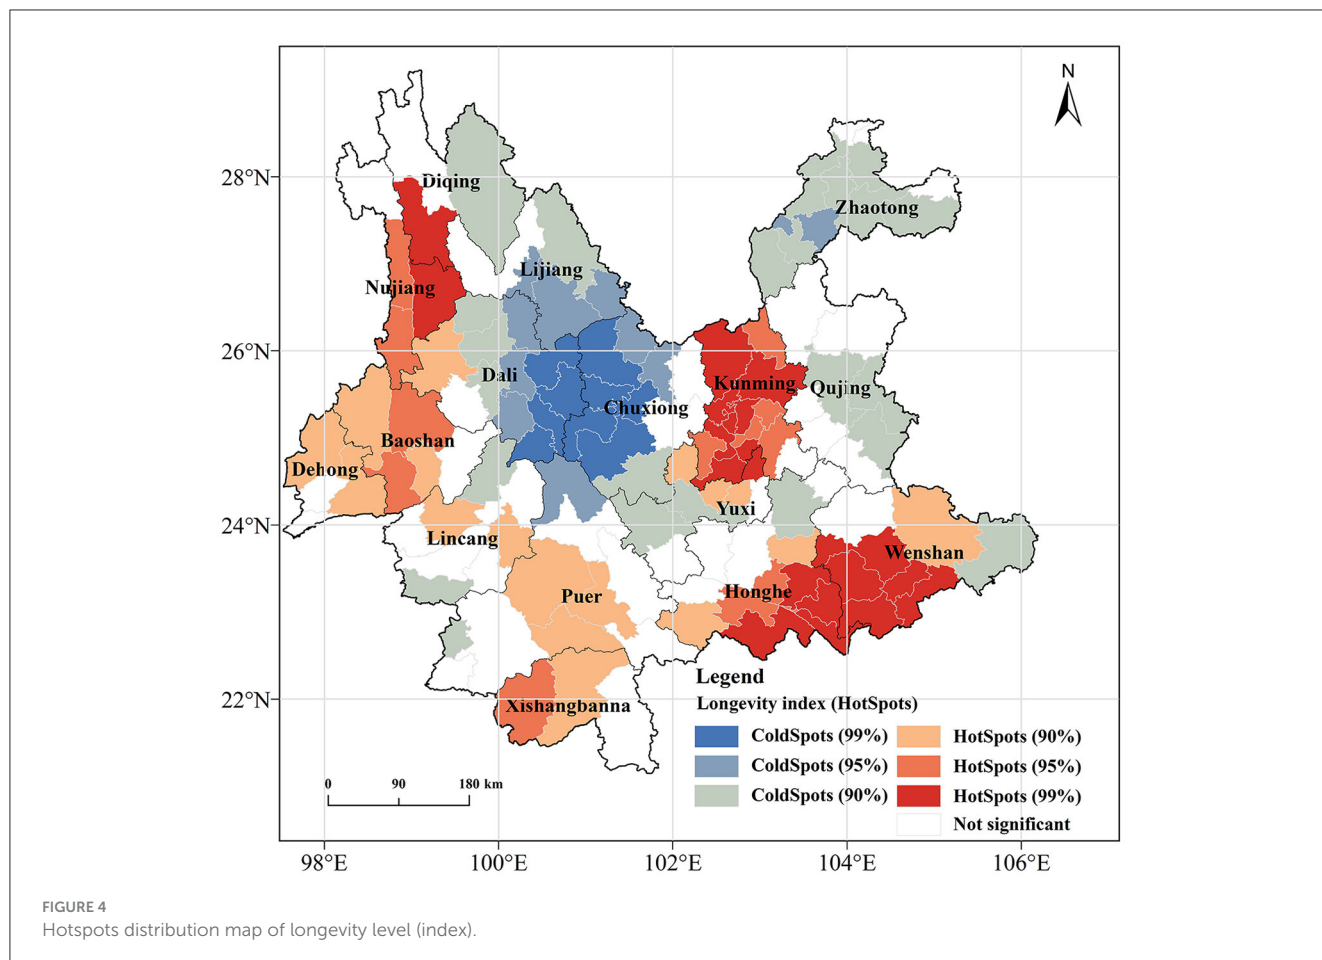 N
28°N
26°N
24°N
22°N
Diqing
Zhaotong
Lijiang
Nujiang
Dali
Kunming
Qujing
Chuxiong
Baoshan
Dehong
Yuxi
Lincang
Wenshan
Puer
Honghe
Xishangbanna
Legend
Longevity index (HotSpots)
ColdSpots (99%)
HotSpots (90%)
ColdSpots (95%)
HotSpots (95%)
ColdSpots (90%)
HotSpots (99%)
Not significant
0 90 180 km
98°E 100°E 102°E 104°E 106°E
FIGURE 4
Hotspots distribution map of longevity level (index).